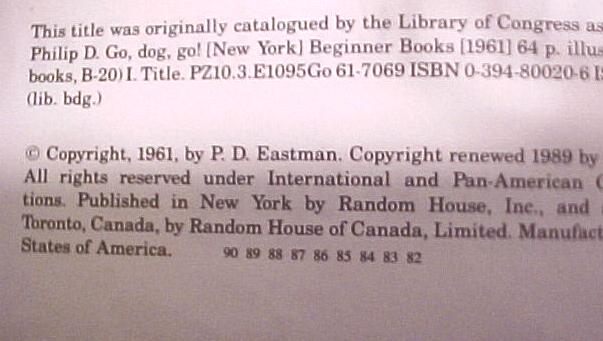 This title was originally catalogued by the Library of Congress as
Philip D. Go, dog, go! [New York] Beginner Books [1961] 64 p. illus
books, B-20) I. Title. PZ10.3.E1095Go 61-7069 ISBN 0-394-80020-6 IS
(lib. bdg.)
© Copyright, 1961, by P. D. Eastman. Copyright renewed 1989 by
All rights reserved under International and Pan-American C
tions. Published in New York by Random House, Inc., and
Toronto, Canada, by Random House of Canada, Limited. Manufact
States of America. 90 89 88 87 86 85 84 83 82